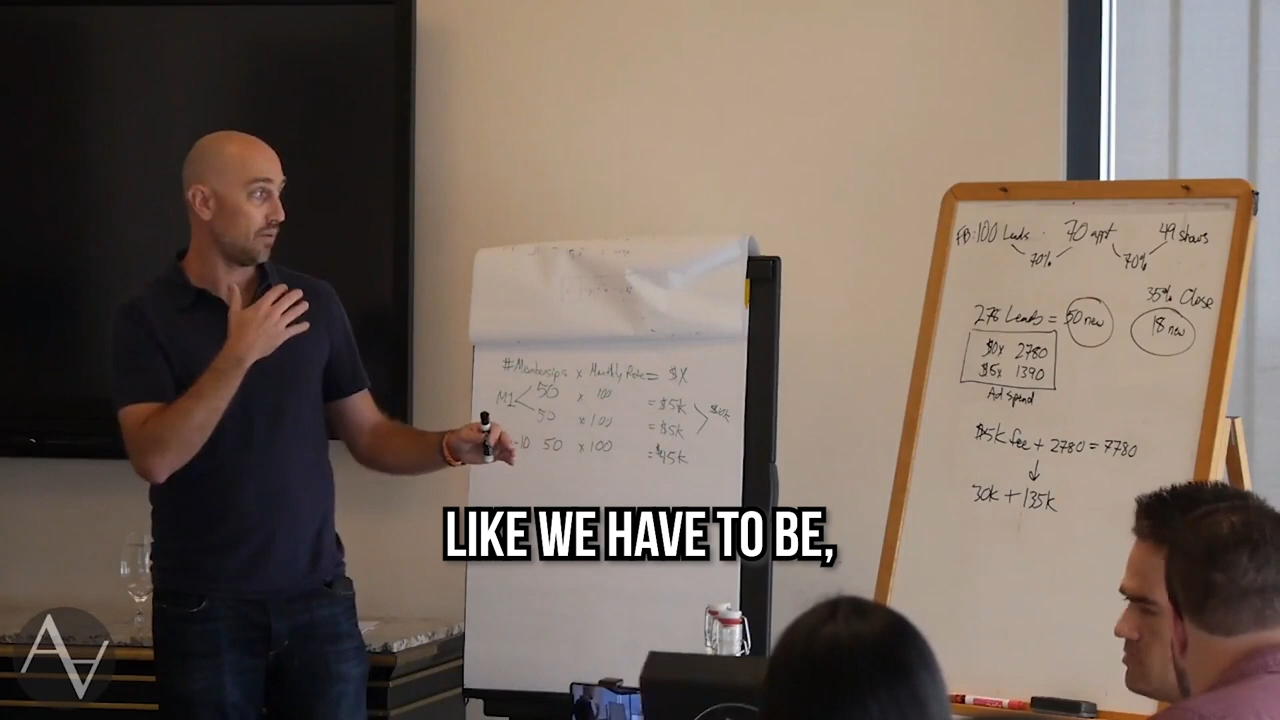 #Memberships x Monthly Rate = $X
M1 50 x 100 = $5k
50 x 100 = $5k
-10 50 x 100 = $45k
FB: 100 Leads 70 appt 49 shows
70% 70%
35% Close
276 Leads = 50 new 18 new
$10x 2780
$5x 1390
Ad Spend
$5k fee + 2780 = 7780
30k + 135k
LIKE WE HAVE TO BE,